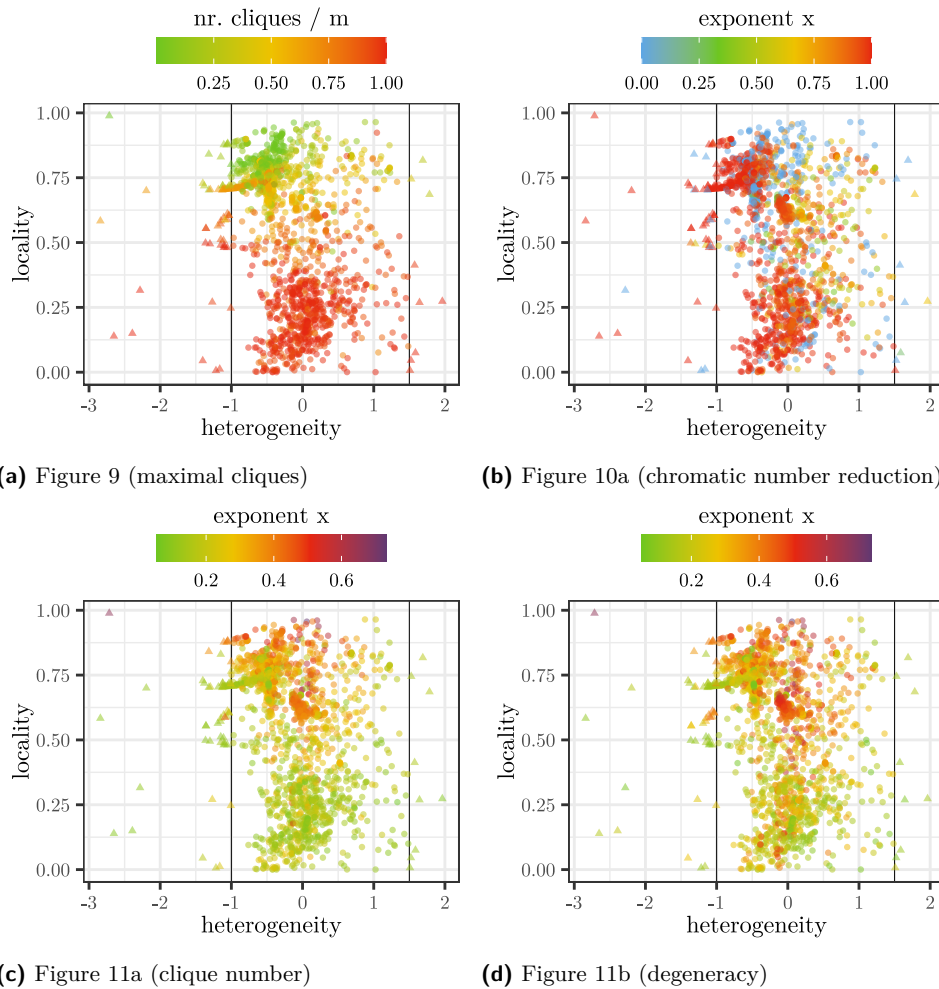 nr. cliques / m
0.25 0.50 0.75 1.00
exponent x
0.00 0.25 0.50 0.75 1.00
1.00
0.75
0.50
0.25
0.00
locality
-3 -2 -1 0 1 2
heterogeneity
1.00
0.75
0.50
0.25
0.00
locality
-3 -2 -1 0 1 2
heterogeneity
(a) Figure 9 (maximal cliques)
(b) Figure 10a (chromatic number reduction)
exponent x
0.2 0.4 0.6
exponent x
0.2 0.4 0.6
1.00
0.75
0.50
0.25
0.00
locality
-3 -2 -1 0 1 2
heterogeneity
1.00
0.75
0.50
0.25
0.00
locality
-3 -2 -1 0 1 2
heterogeneity
(c) Figure 11a (clique number)
(d) Figure 11b (degeneracy)